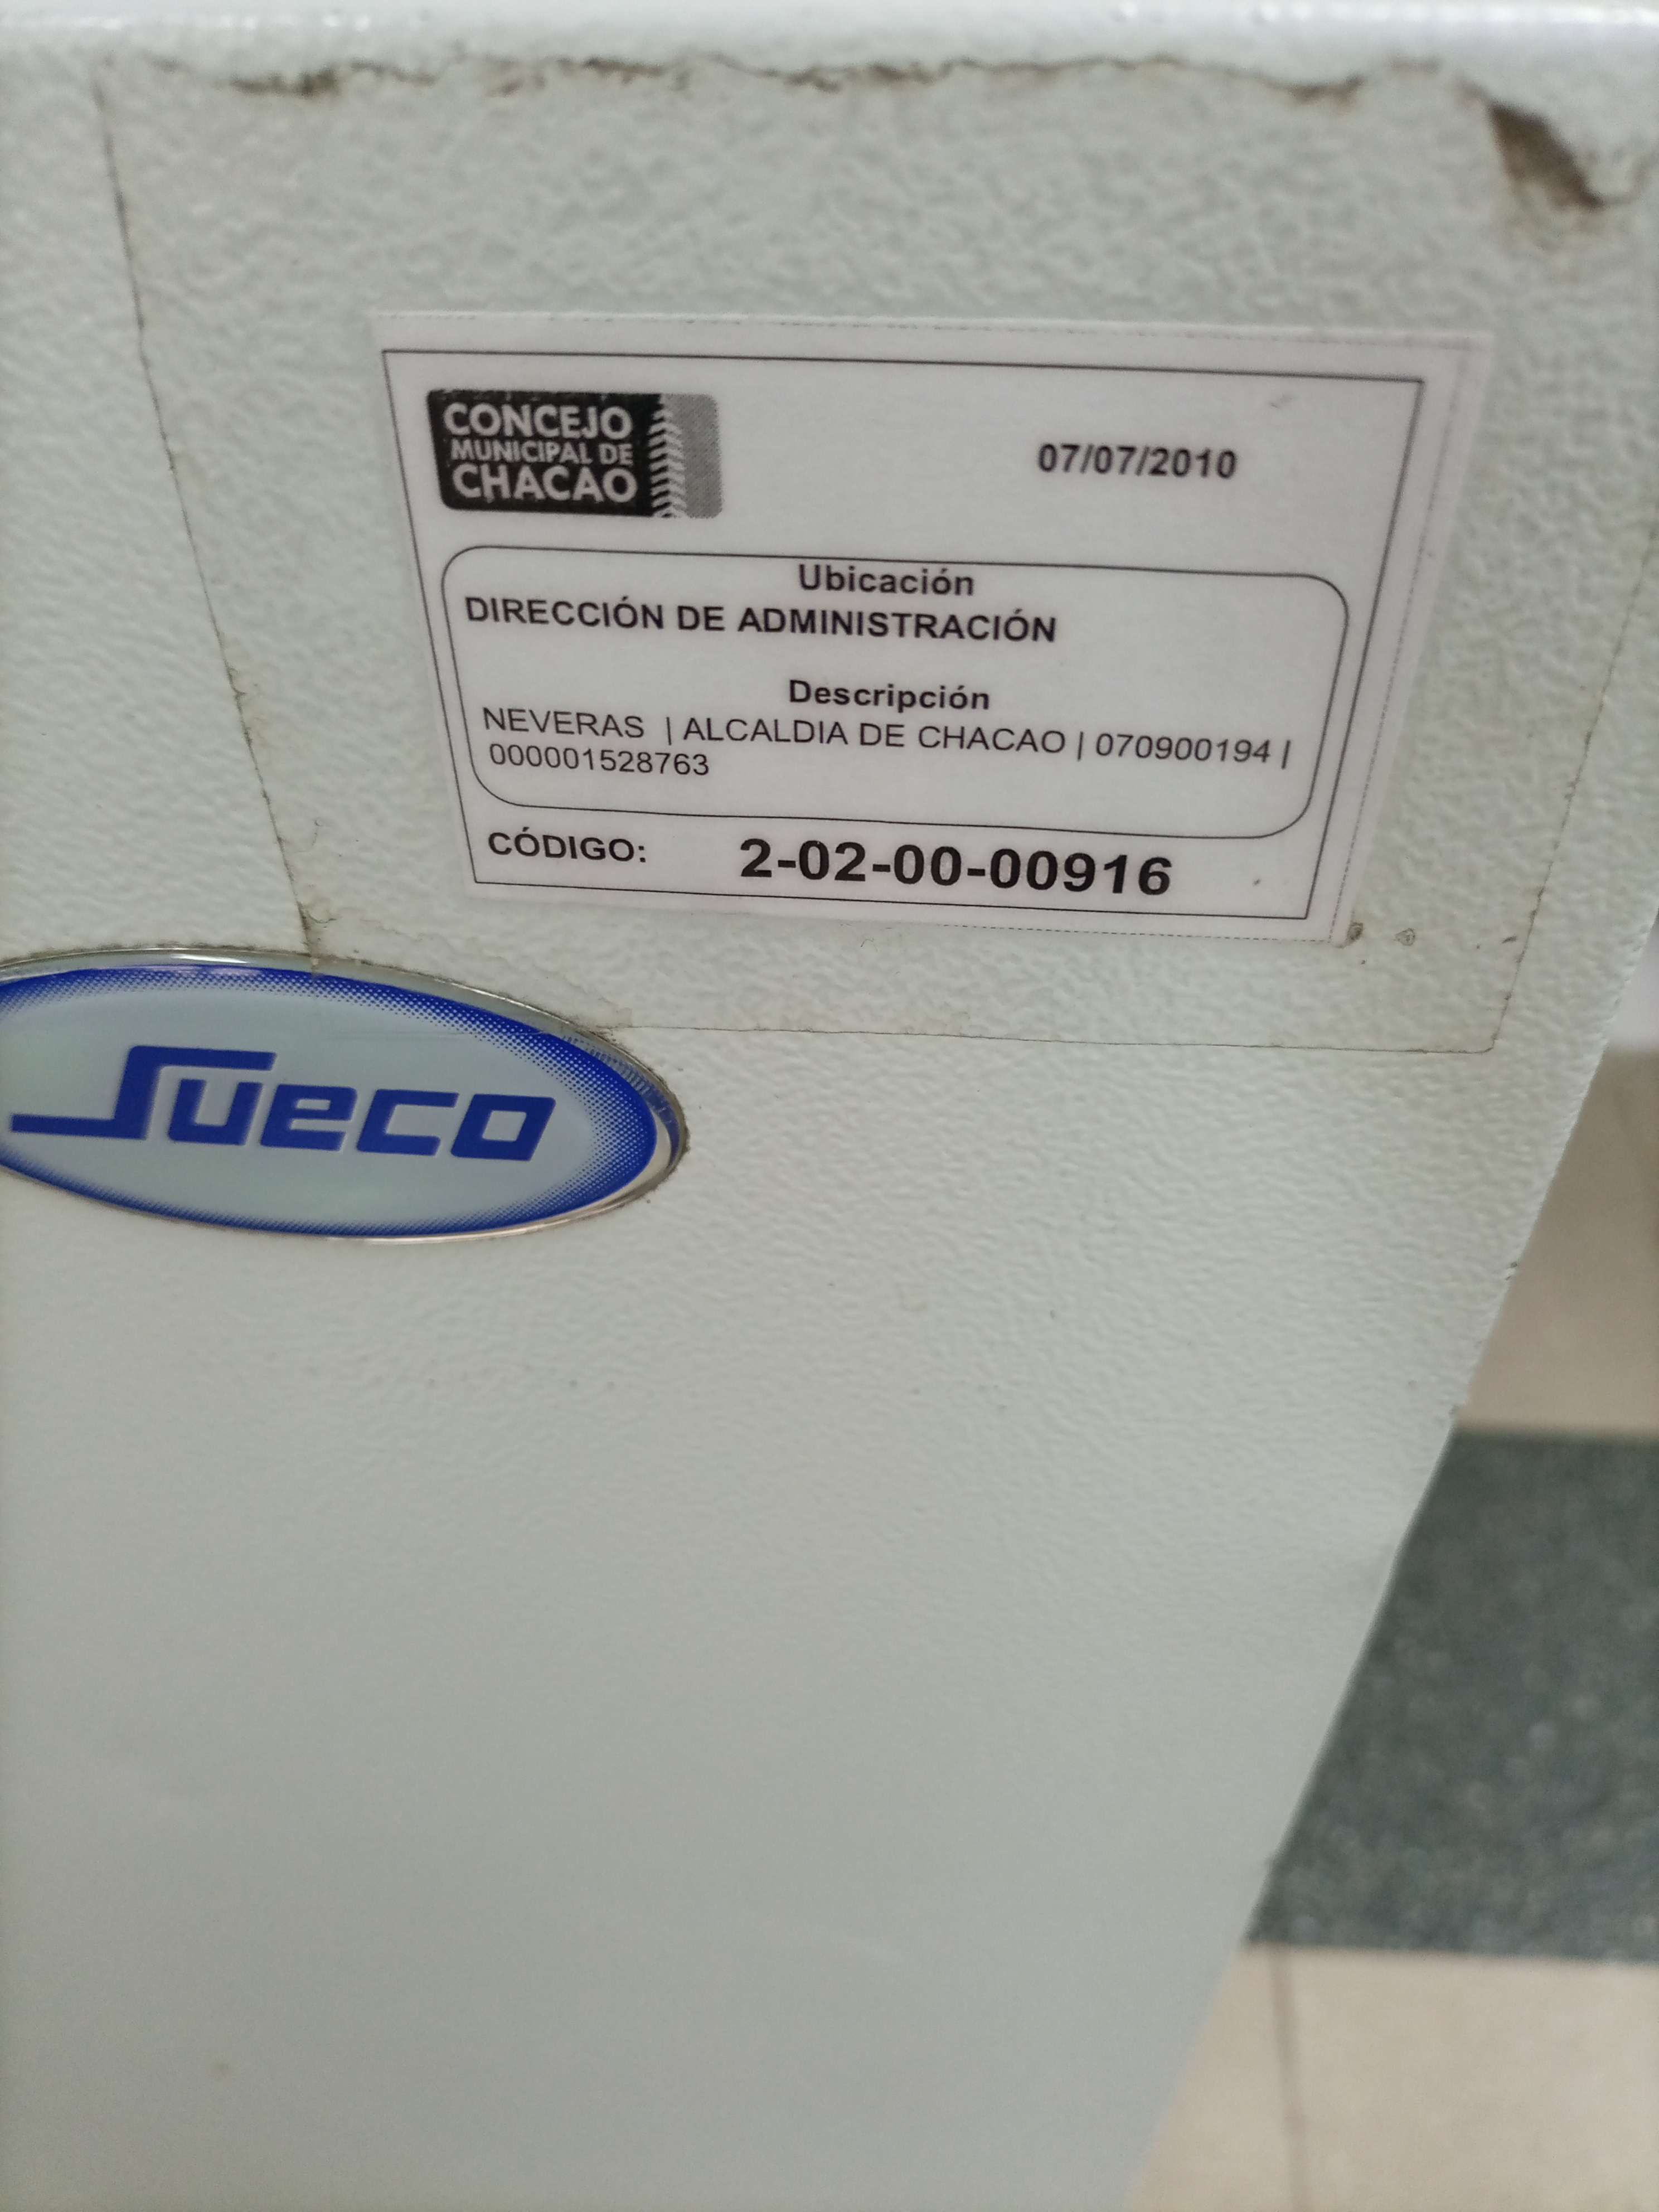 CONCEJO
MUNICIPAL DE
CHACAO
07/07/2010
Ubicación
DIRECCIÓN DE ADMINISTRACIÓN
Descripción
NEVERAS | ALCALDIA DE CHACAO | 070900194 |
000001528763
CÓDIGO: 2-02-00-00916
Sueco